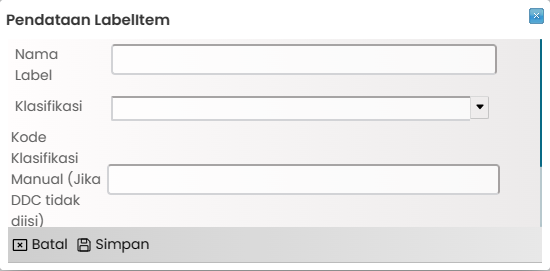 Pendataan LabelItem
Nama
Label
Klasifikasi
Kode
Klasifikasi
Manual (Jika
DDC tidak
diisi)
Batal Simpan